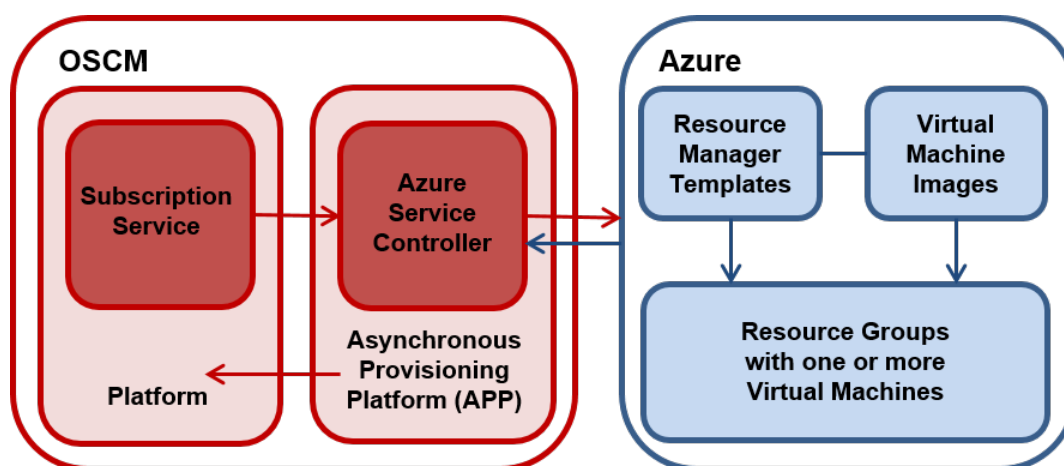 OSCM
Subscription
Service
Platform
Azure
Service
Controller
Asynchronous
Provisioning
Platform (APP)
Azure
Resource
Manager
Templates
Virtual
Machine
Images
Resource Groups
with one or more
Virtual Machines